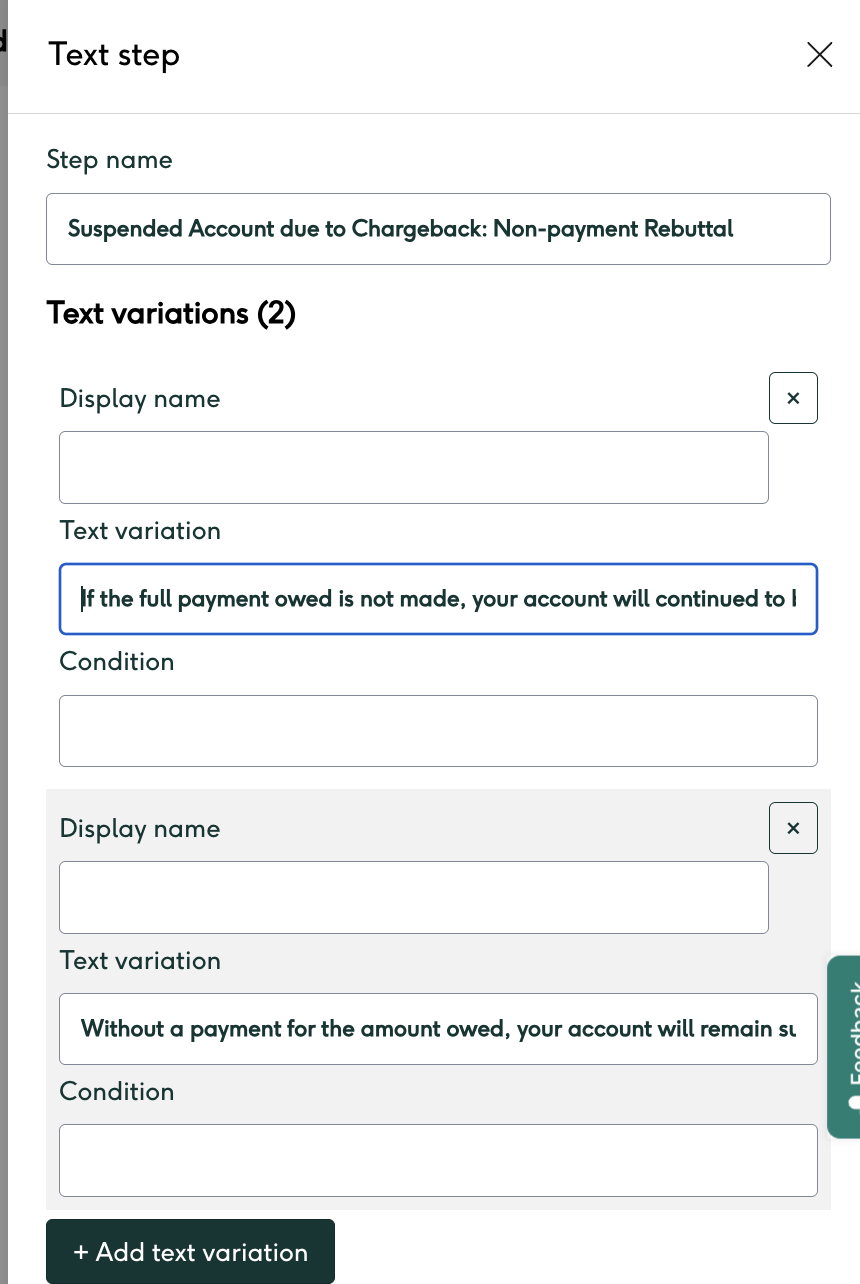 Text step
Step name
Suspended Account due to Chargeback: Non-payment Rebuttal
Text variations (2)
Display name
×
Text variation
If the full payment owed is not made, your account will continued to
Condition
Display name
×
Text variation
Without a payment for the amount owed, your account will remain
Feedback
Condition
+ Add text variation